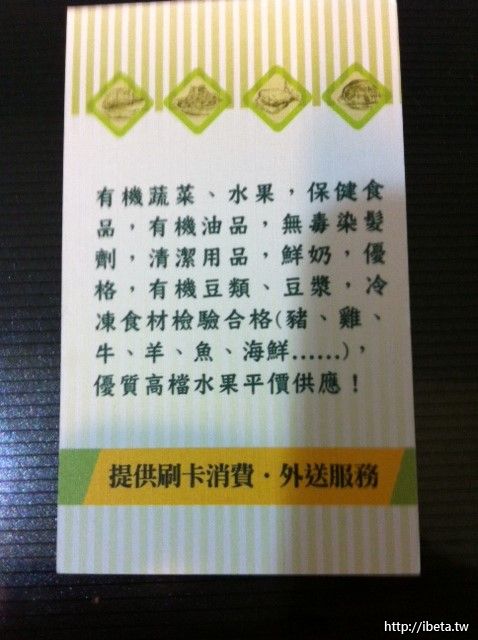 有機蔬菜、水果，保健食
品，有機油品，無毒染髮
劑，清潔用品，鮮奶，優
格，有機豆類、豆漿，冷
凍食材檢驗合格(豬、雞、
牛、羊、魚、海鮮......)，
優質高檔水果平價供應！
提供刷卡消費·外送服務
http://ibeta.tw